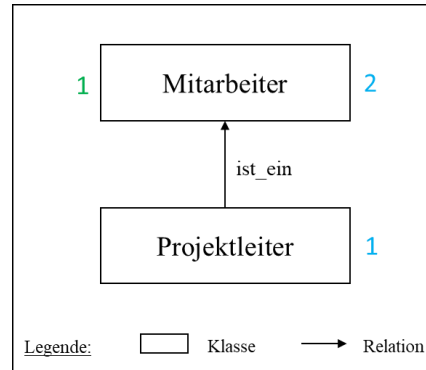 1 Mitarbeiter 2
ist_ein
Projektleiter 1
Legende: Klasse Relation